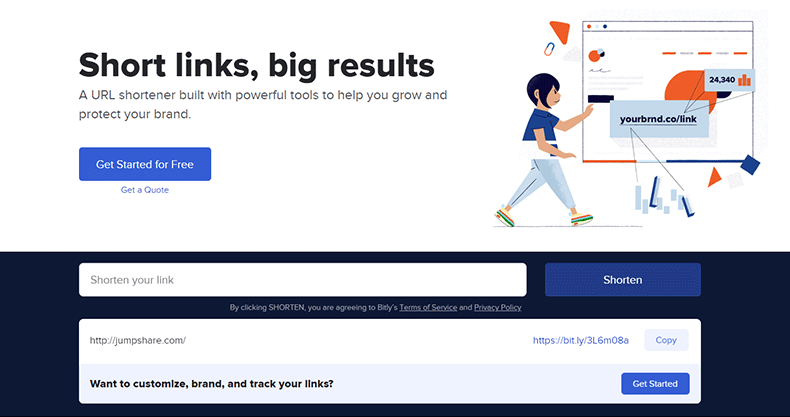 Short links, big results
A URL shortener built with powerful tools to help you grow and
protect your brand.
Get Started for Free
Get a Quote
24,340
yourbrnd.co/link
Shorten your link
Shorten
By clicking SHORTEN, you are agreeing to Bitly's Terms of Service and Privacy Policy
http://jumpshare.com/
https://bit.ly/3L6m08a
Copy
Want to customize, brand, and track your links?
Get Started